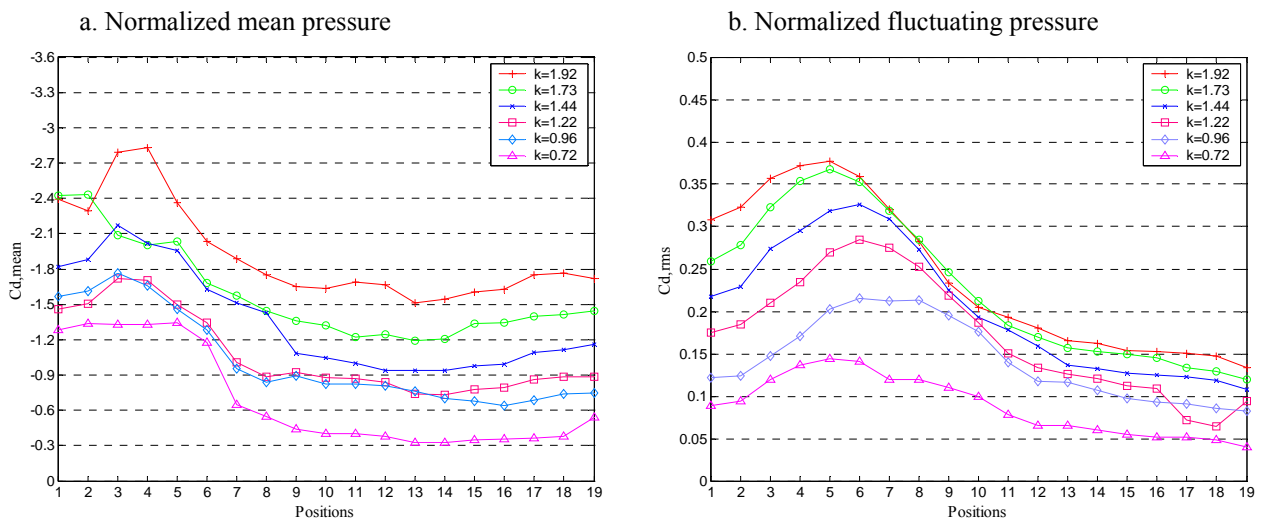 a. Normalized mean pressure
-3.6
-3.3
-3
-2.7
-2.4
-2.1
-1.8
-1.5
-1.2
-0.9
-0.6
-0.3
0
Cd,mean
k=1.92
k=1.73
k=1.44
k=1.22
k=0.96
k=0.72
1 2 3 4 5 6 7 8 9 10 11 12 13 14 15 16 17 18 19
Positions
b. Normalized fluctuating pressure
0.5
0.45
0.4
0.35
0.3
0.25
0.2
0.15
0.1
0.05
0
Cd,rms
k=1.92
k=1.73
k=1.44
k=1.22
k=0.96
k=0.72
1 2 3 4 5 6 7 8 9 10 11 12 13 14 15 16 17 18 19
Positions